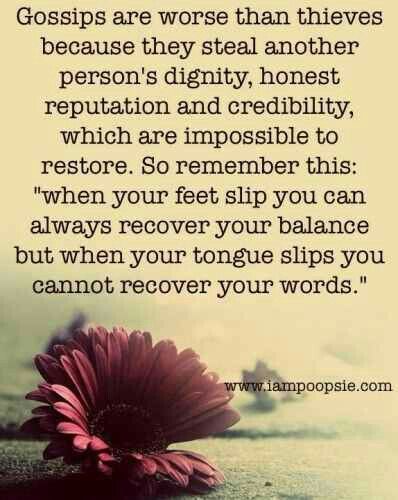 Gossips are worse than thieves
because they steal another
person's dignity, honest
reputation and credibility,
which are impossible to
restore. So remember this:
"when your feet slip you can
always recover your balance
but when your tongue slips you
cannot recover your words."
www.iampoopsie.com